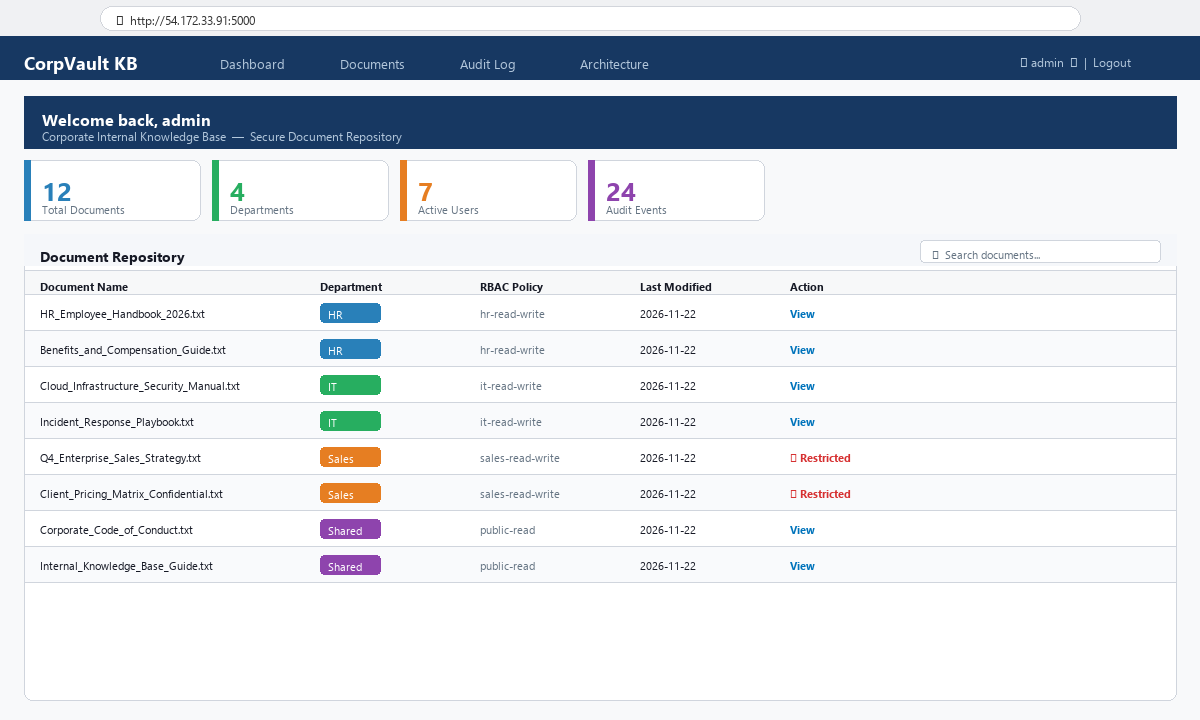 http://54.172.33.91:5000
CorpVault KB Dashboard Documents Audit Log Architecture admin | Logout
Welcome back, admin
Corporate Internal Knowledge Base — Secure Document Repository
12 4 7 24
Total Documents Departments Active Users Audit Events
Document Repository Search documents...
Document Name Department RBAC Policy Last Modified Action
HR_Employee_Handbook_2026.txt HR hr-read-write 2026-11-22 View
Benefits_and_Compensation_Guide.txt HR hr-read-write 2026-11-22 View
Cloud_Infrastructure_Security_Manual.txt IT it-read-write 2026-11-22 View
Incident_Response_Playbook.txt IT it-read-write 2026-11-22 View
Q4_Enterprise_Sales_Strategy.txt Sales sales-read-write 2026-11-22 Restricted
Client_Pricing_Matrix_Confidential.txt Sales sales-read-write 2026-11-22 Restricted
Corporate_Code_of_Conduct.txt Shared public-read 2026-11-22 View
Internal_Knowledge_Base_Guide.txt Shared public-read 2026-11-22 View